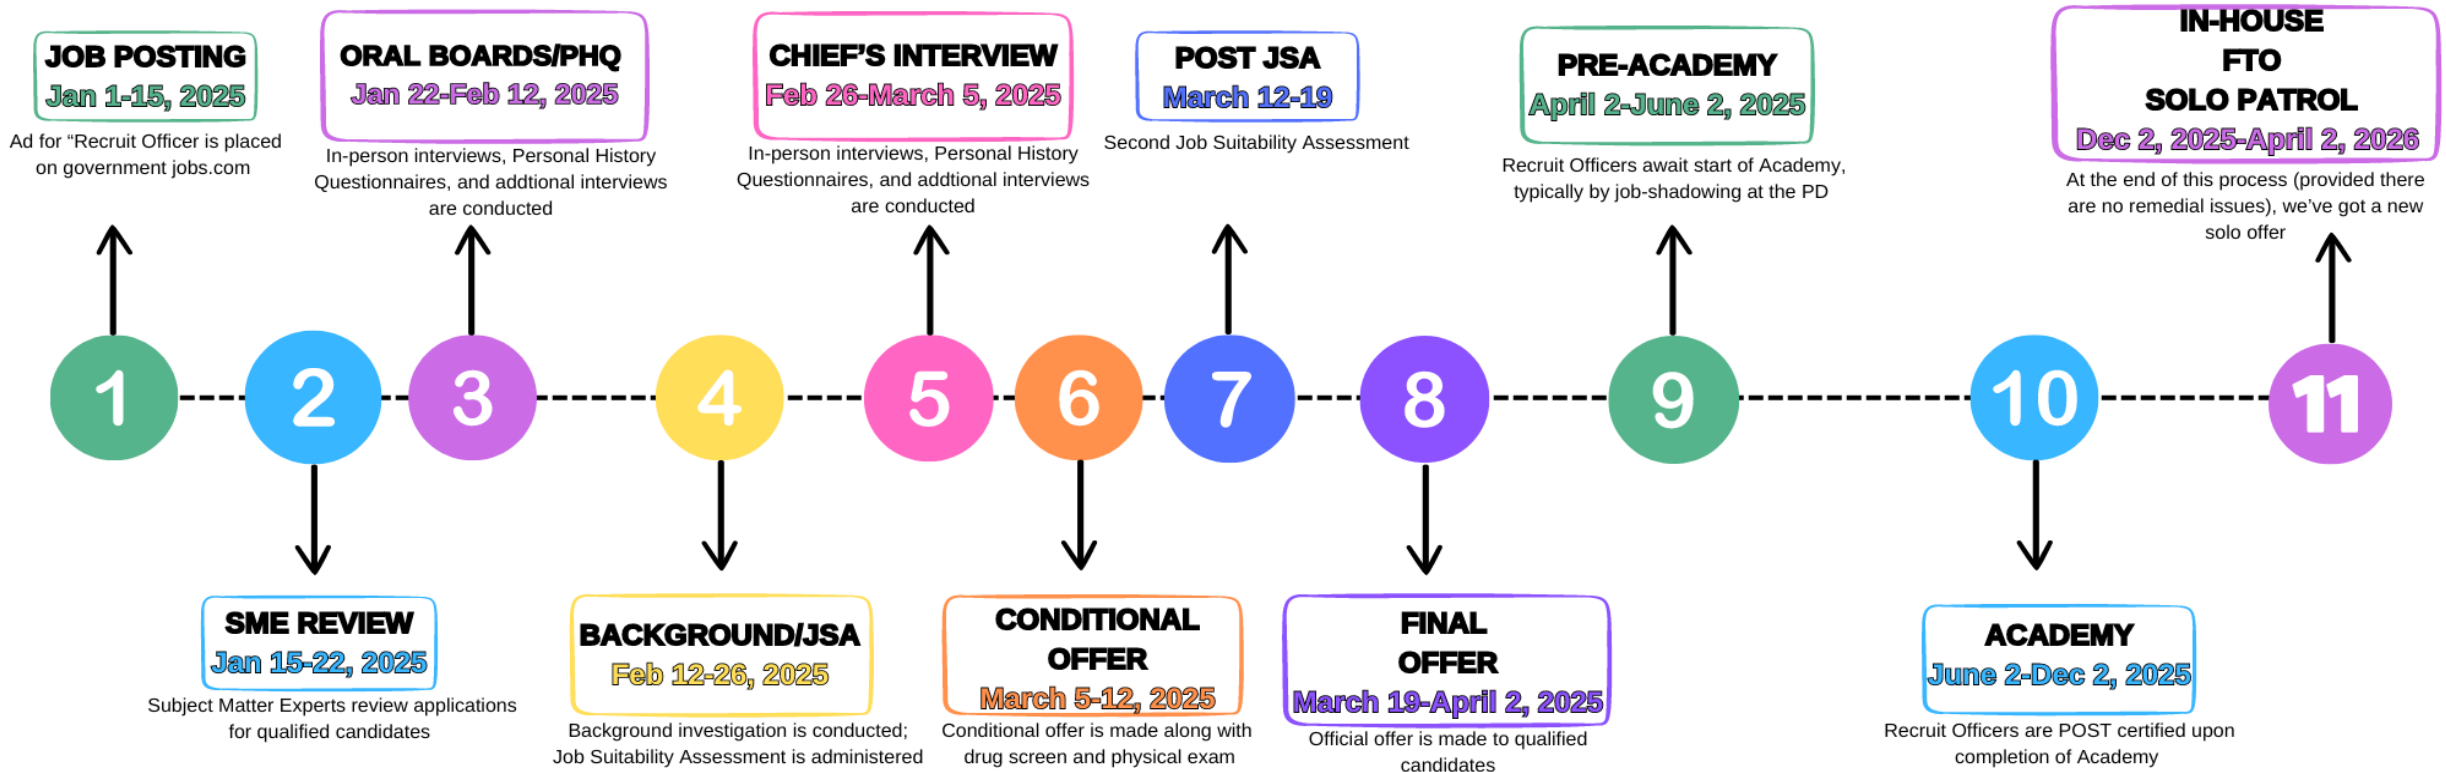 JOB POSTING
Jan 1-15, 2025
Ad for “Recruit Officer is placed
on government jobs.com
ORAL BOARDS/PHQ
Jan 22-Feb 12, 2025
In-person interviews, Personal History
Questionnaires, and addtional interviews
are conducted
CHIEF’S INTERVIEW
Feb 26-March 5, 2025
In-person interviews, Personal History
Questionnaires, and addtional interviews
are conducted
POST JSA
March 12-19
Second Job Suitability Assessment
PRE-ACADEMY
April 2-June 2, 2025
Recruit Officers await start of Academy,
typically by job-shadowing at the PD
IN-HOUSE
FTO
SOLO PATROL
Dec 2, 2025-April 2, 2026
At the end of this process (provided there
are no remedial issues), we’ve got a new
solo offer
1
2
3
4
5
6
7
8
9
10
11
SME REVIEW
Jan 15-22, 2025
Subject Matter Experts review applications
for qualified candidates
BACKGROUND/JSA
Feb 12-26, 2025
Background investigation is conducted;
Job Suitability Assessment is administered
CONDITIONAL
OFFER
March 5-12, 2025
Conditional offer is made along with
drug screen and physical exam
FINAL
OFFER
March 19-April 2, 2025
Official offer is made to qualified
candidates
ACADEMY
June 2-Dec 2, 2025
Recruit Officers are POST certified upon
completion of Academy